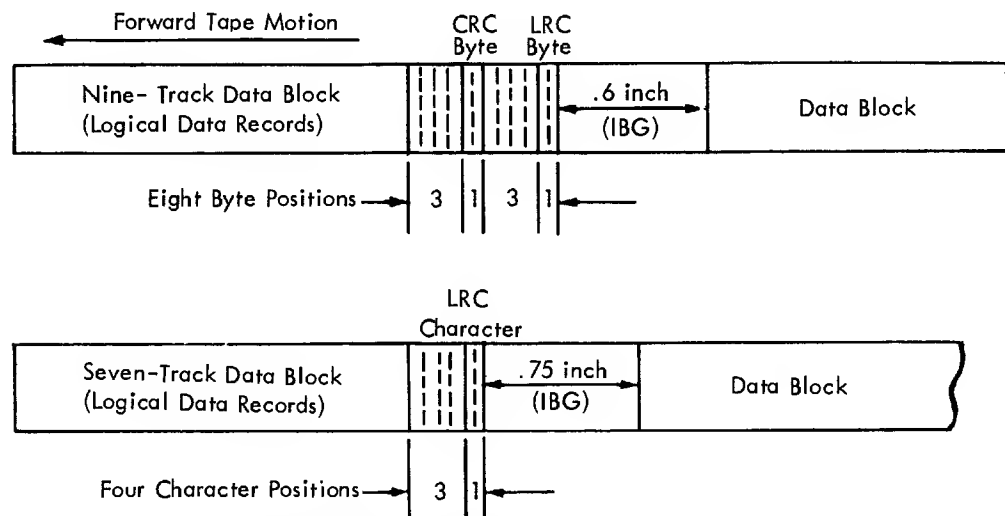 Forward Tape Motion
CRC
Byte
LRC
Byte
Nine- Track Data Block
(Logical Data Records)
.6 inch
(IBG)
Data Block
Eight Byte Positions
3
1
3
1
LRC
Character
Seven-Track Data Block
(Logical Data Records)
.75 inch
(IBG)
Data Block
Four Character Positions
3
1